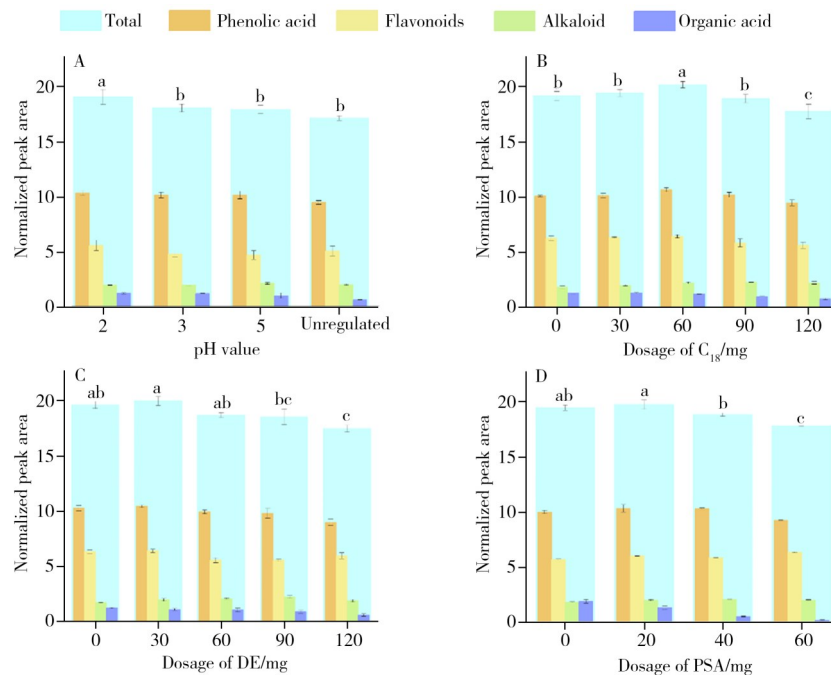 Total Phenolic acid Flavonoids Alkaloid Organic acid
A
Normalized peak area
20
15
10
5
0
a b b b
2 3 5 Unregulated
pH value
B
Normalized peak area
20
15
10
5
0
b b a b c
0 30 60 90 120
Dosage of C18/mg
C
Normalized peak area
20
15
10
5
0
ab a ab bc c
0 30 60 90 120
Dosage of DE/mg
D
Normalized peak area
20
15
10
5
0
ab a b c
0 20 40 60
Dosage of PSA/mg